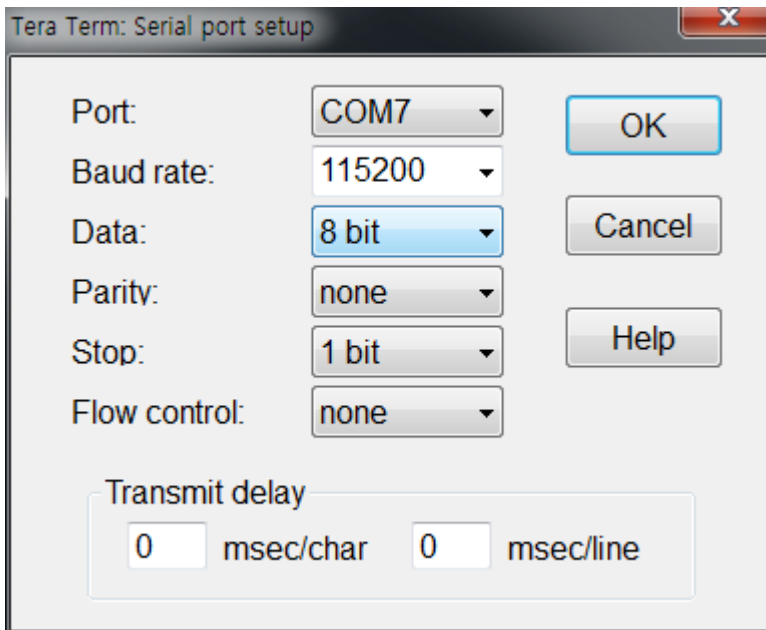 Tera Term: Serial port setup
Port: COM7 OK
Baud rate: 115200
Data: 8 bit Cancel
Parity: none
Stop: 1 bit Help
Flow control: none
Transmit delay
0 msec/char 0 msec/line